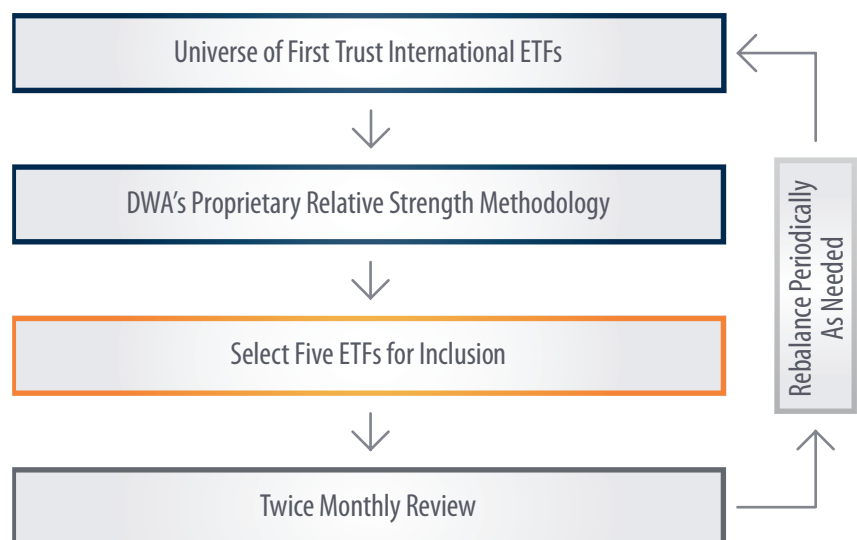 Universe of First Trust International ETFs
DWA's Proprietary Relative Strength Methodology
Select Five ETFs for Inclusion
Twice Monthly Review
Rebalance Periodically
As Needed